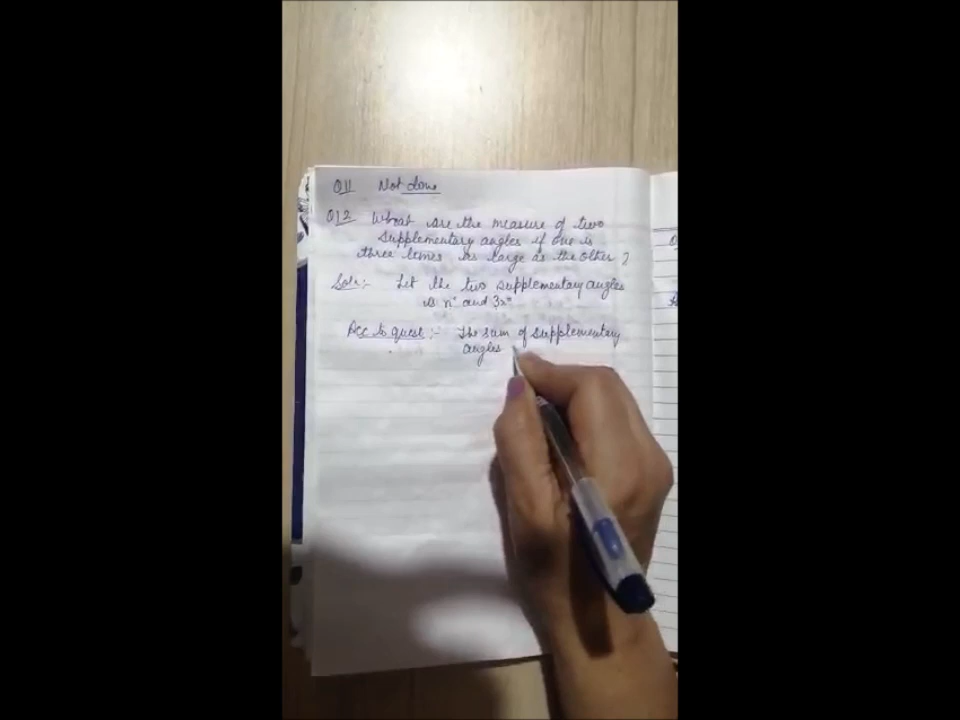 Q11 Not done
Q12 What are the measure of two
supplementary angles if one is
three times as large as the other ?
Soln:- Let the two supplementary angles
is x° and 3x°
Acc to quest :- The sum of supplementary
angles